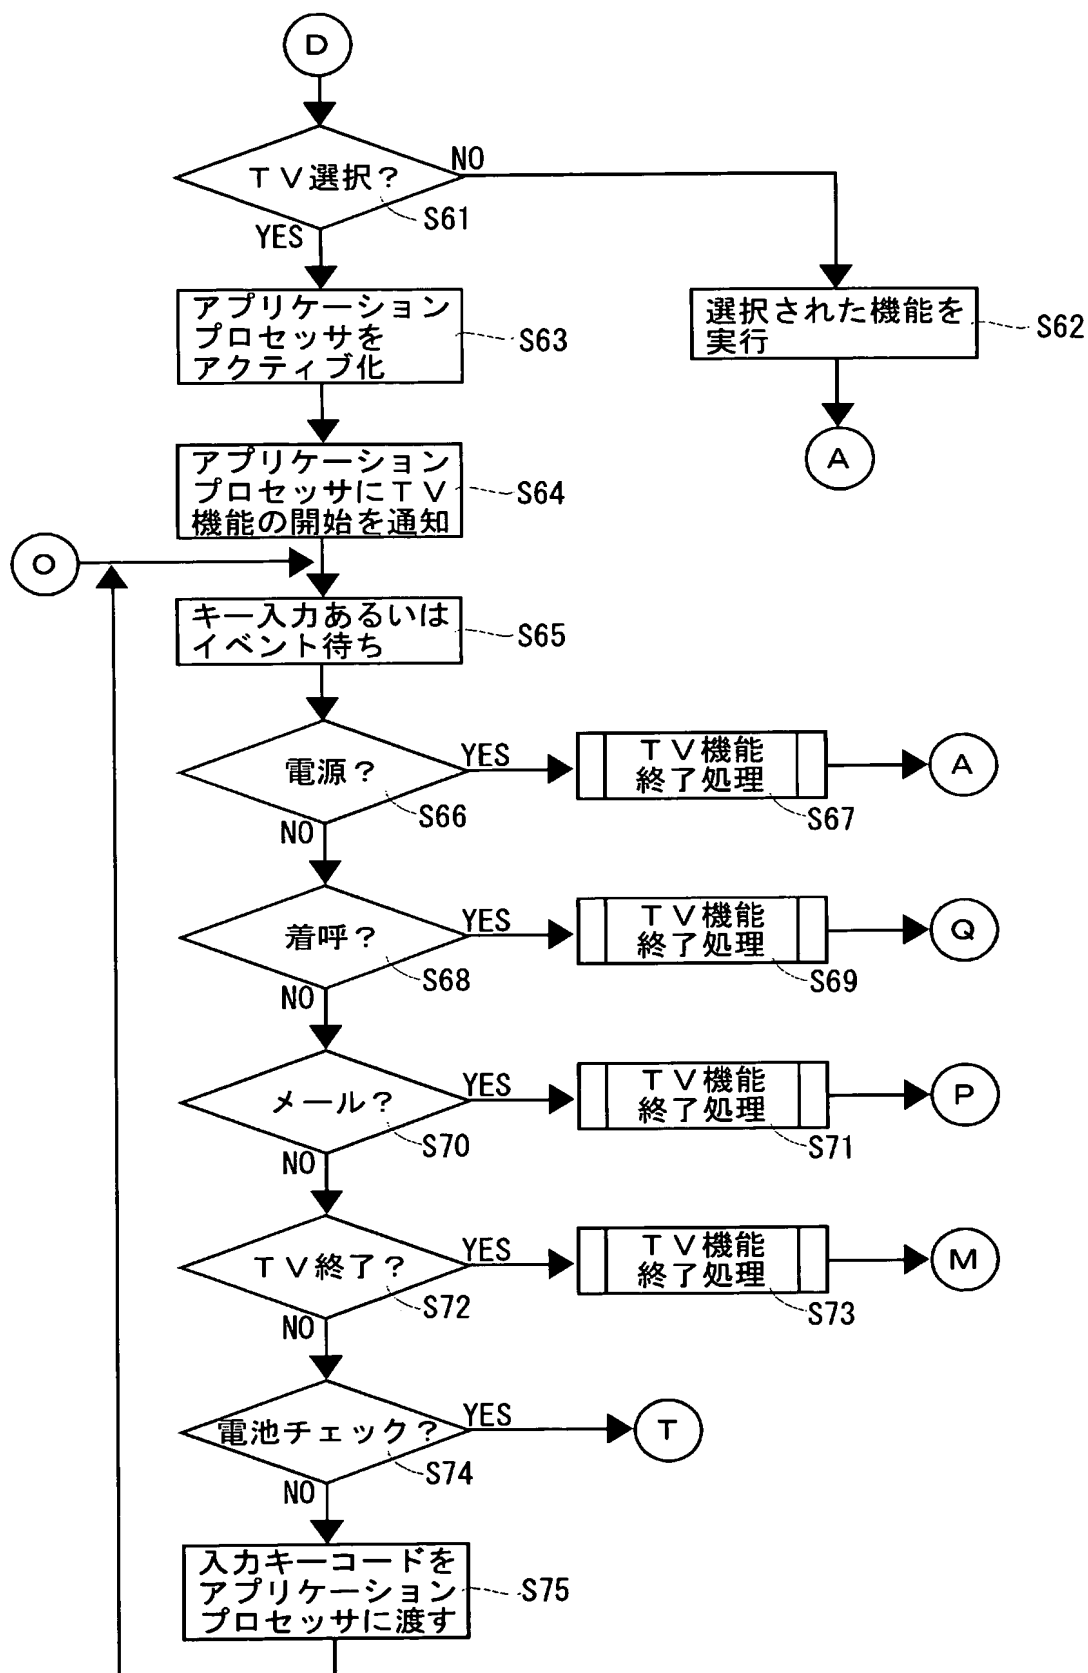 D
TV選択?
NO
S61
YES
アプリケーション
プロセッサを
アクティブ化
S63
選択された機能を
実行
S62
A
アプリケーション
プロセッサにTV
機能の開始を通知
S64
O
キー入力あるいは
イベント待ち
S65
電源?
YES
S66
NO
TV機能
終了処理
S67
A
着呼?
YES
S68
NO
TV機能
終了処理
S69
Q
メール?
YES
S70
NO
TV機能
終了処理
S71
P
TV終了?
YES
S72
NO
TV機能
終了処理
S73
M
電池チェック?
YES
S74
NO
T
入力キーコードを
アプリケーション
プロセッサに渡す
S75